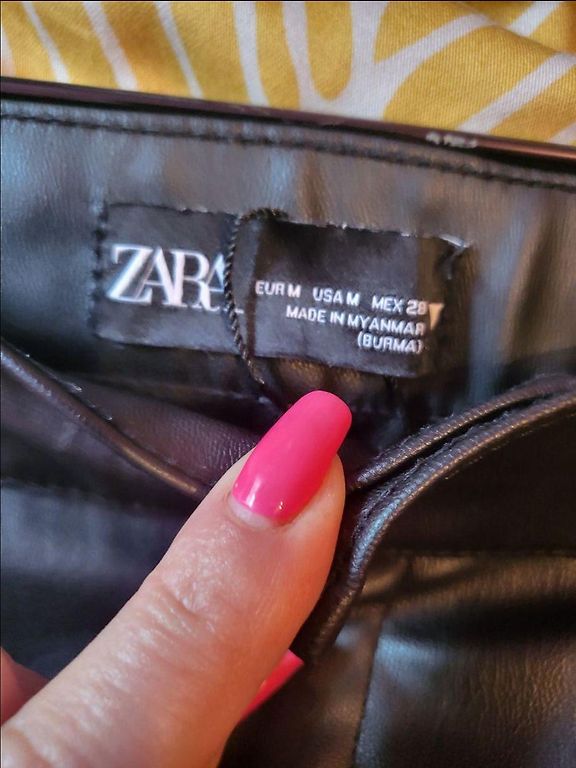 ZARA
EUR M USA M MEX 28
MADE IN MYANMAR
(BURMA)